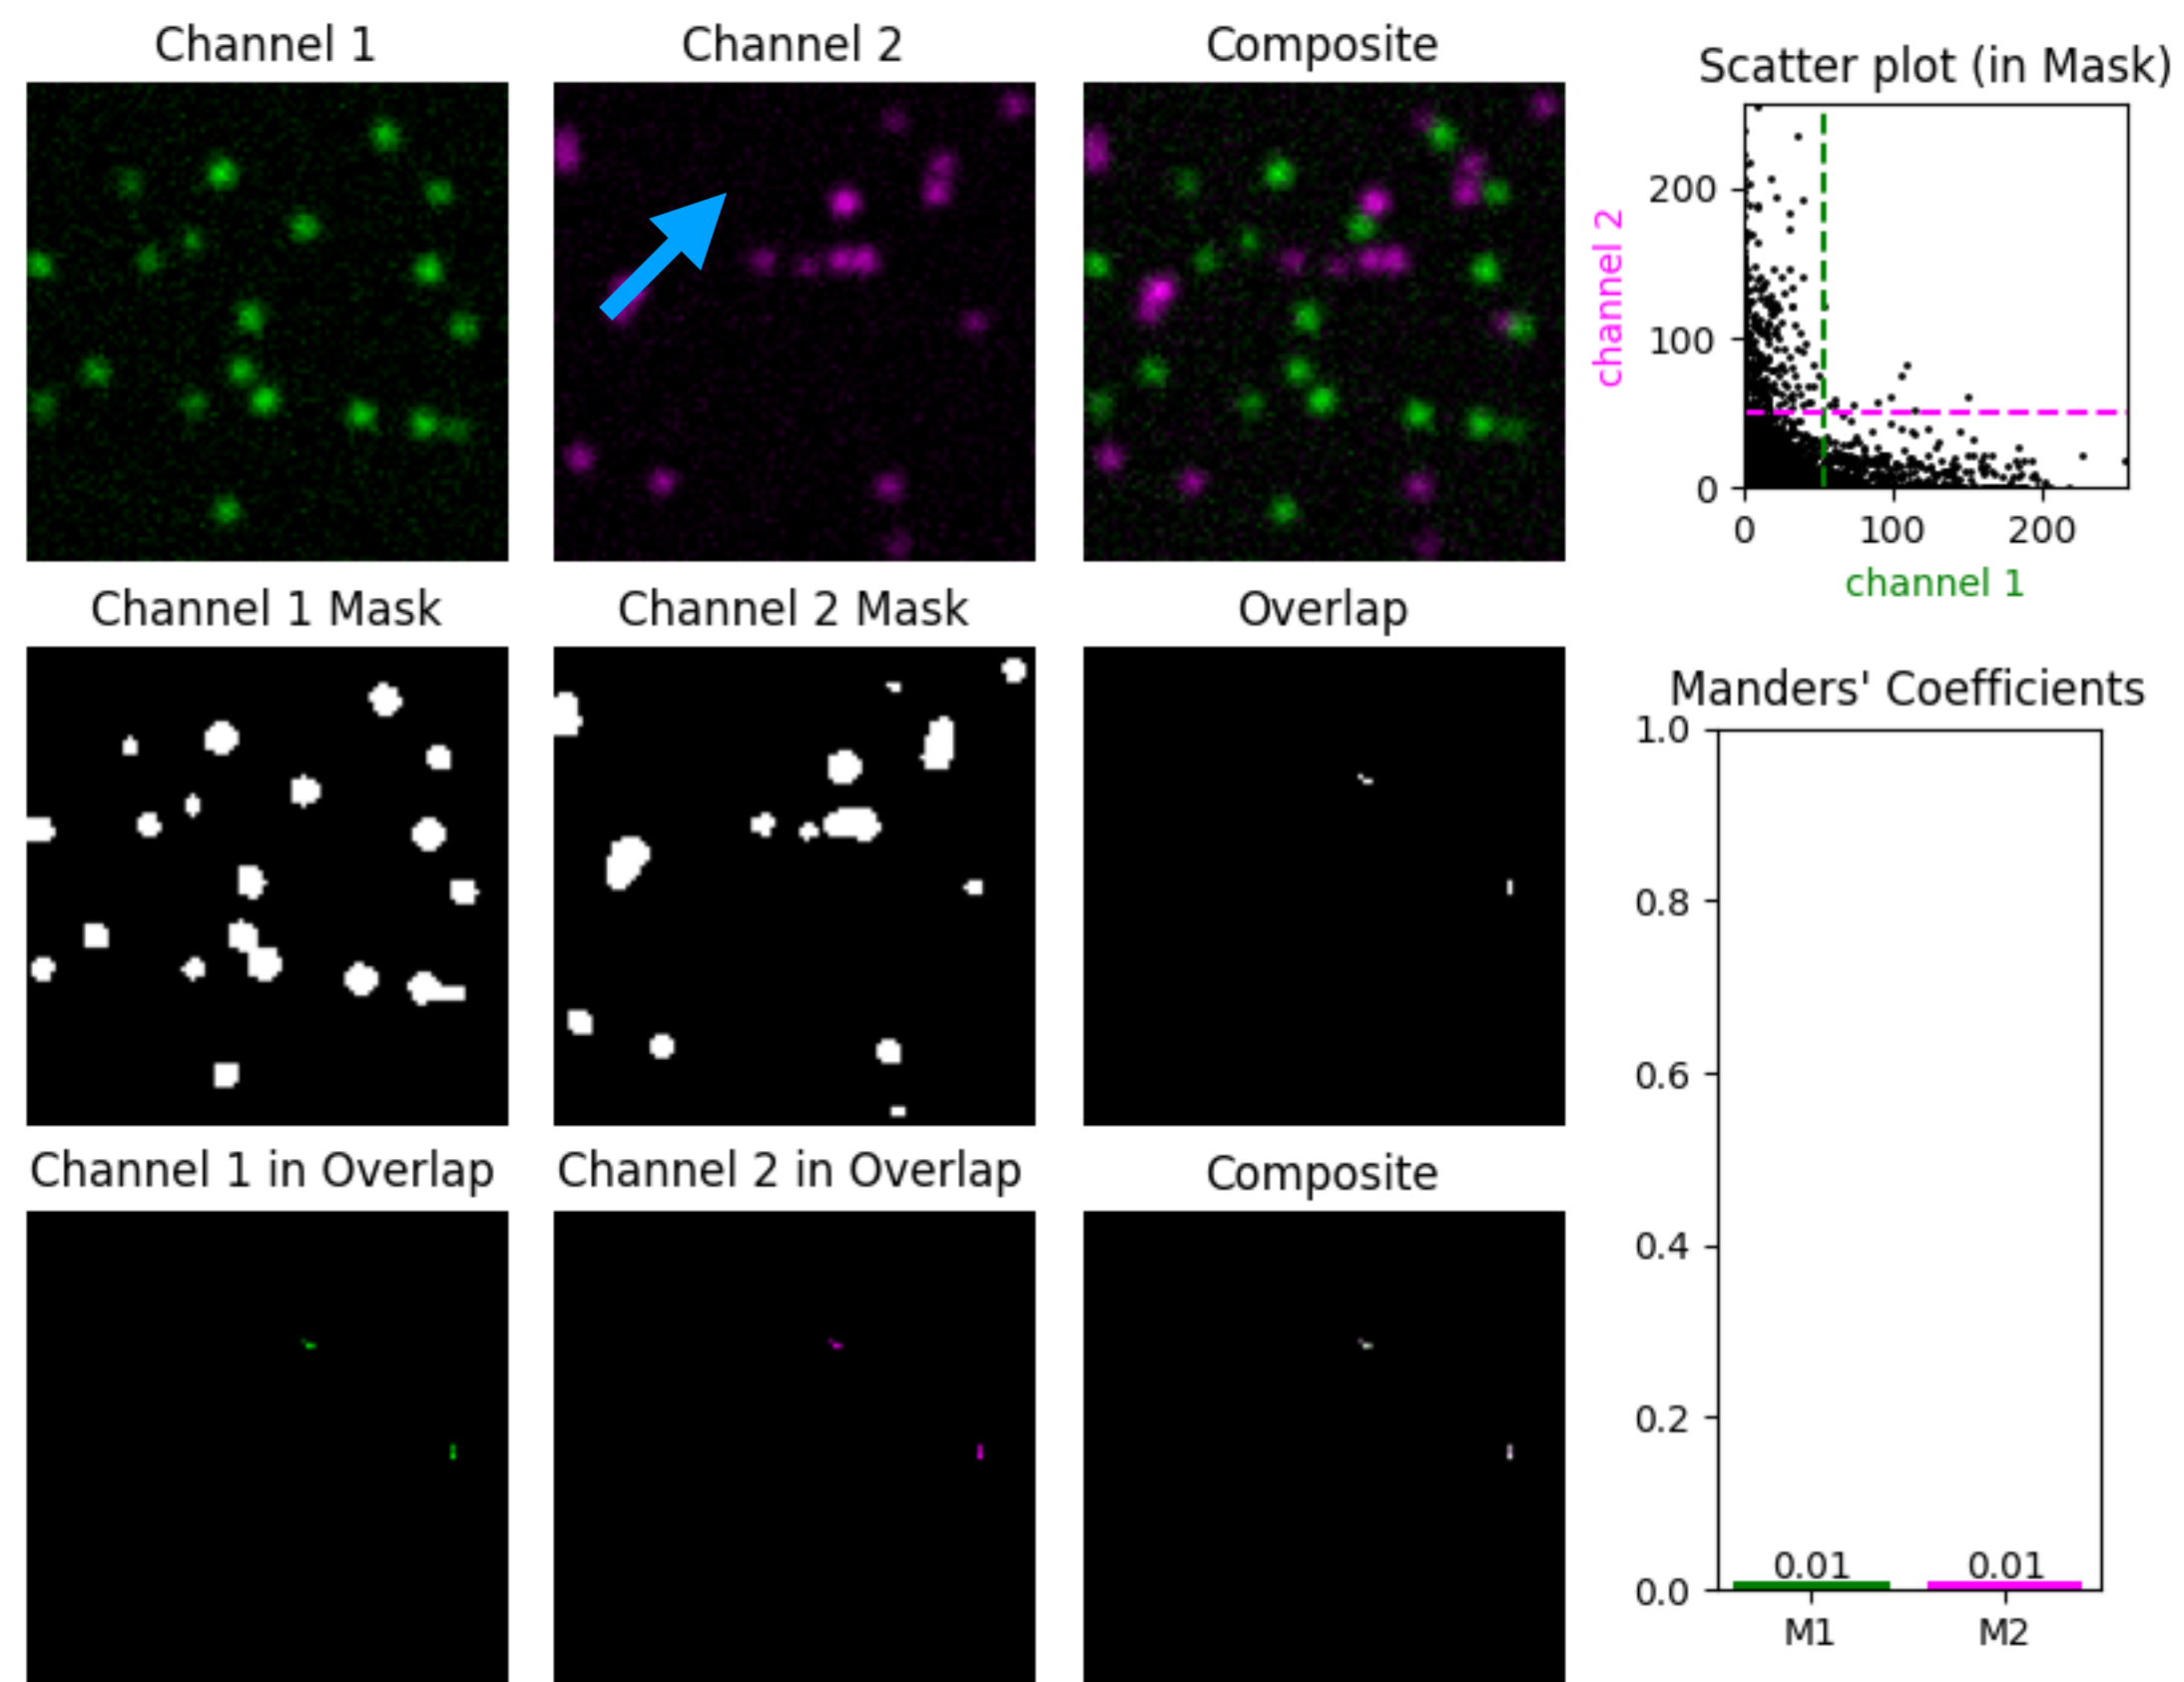 Channel 1
Channel 2
Composite
Scatter plot (in Mask)
channel 2
200
100
0
0
100
200
channel 1
Channel 1 Mask
Channel 2 Mask
Overlap
Manders' Coefficients
1.0
0.8
0.6
0.4
0.2
0.0
0.01
0.01
M1
M2
Channel 1 in Overlap
Channel 2 in Overlap
Composite